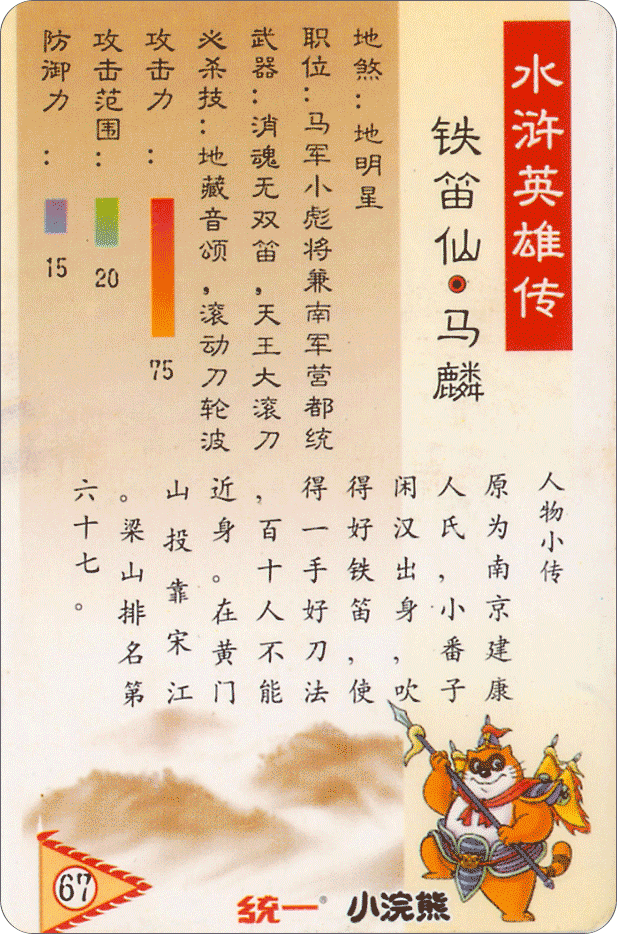 水浒英雄传
铁笛仙●马麟
地煞：地明星
职位：马军小彪将兼南军营都统
武器：消魂无双笛，天王大滚刀
必杀技：地藏音颂，滚动刀轮波
攻击力：
75
攻击范围：
20
防御力：
15
人物小传
原为南京建康
人氏，小番子
闲汉出身，吹
得好铁笛，使
得一手好刀法
，百十人不能
近身。在黄门
山投靠宋江
。梁山排名第
六十七。
67
统一® 小浣熊